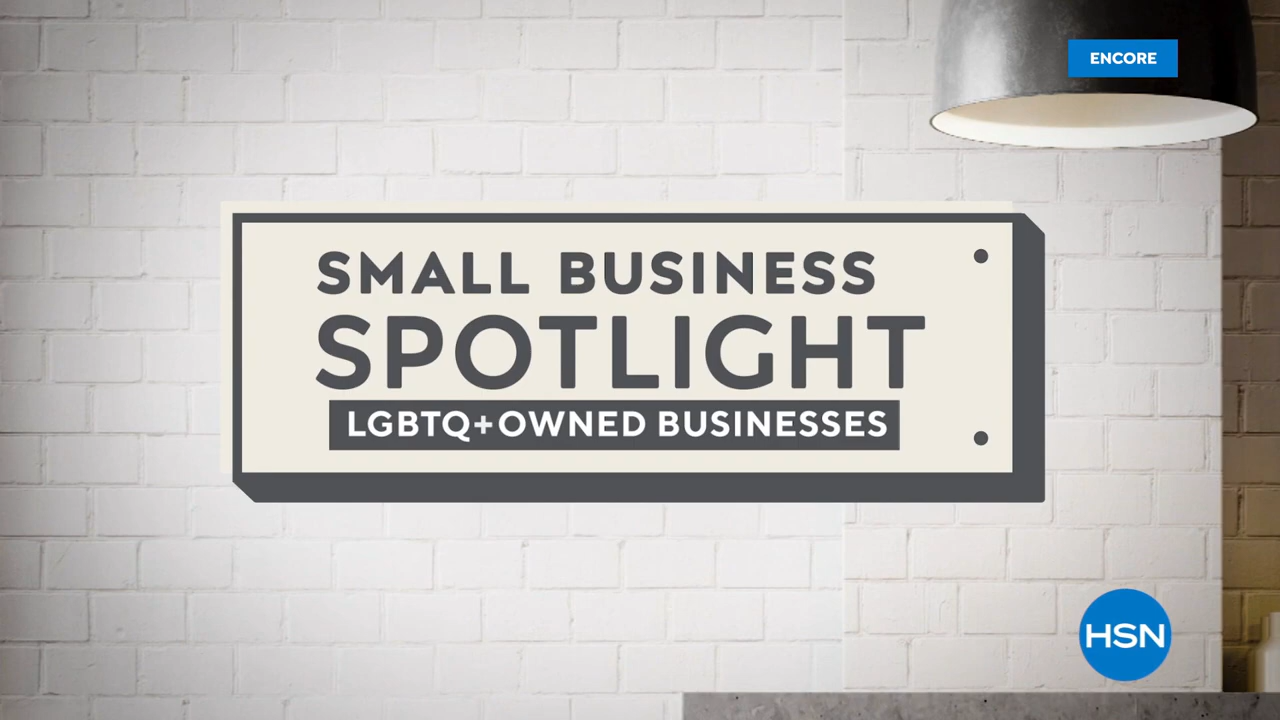 ENCORE
SMALL BUSINESS
SPOTLIGHT
LGBTQ+OWNED BUSINESSES
HSN